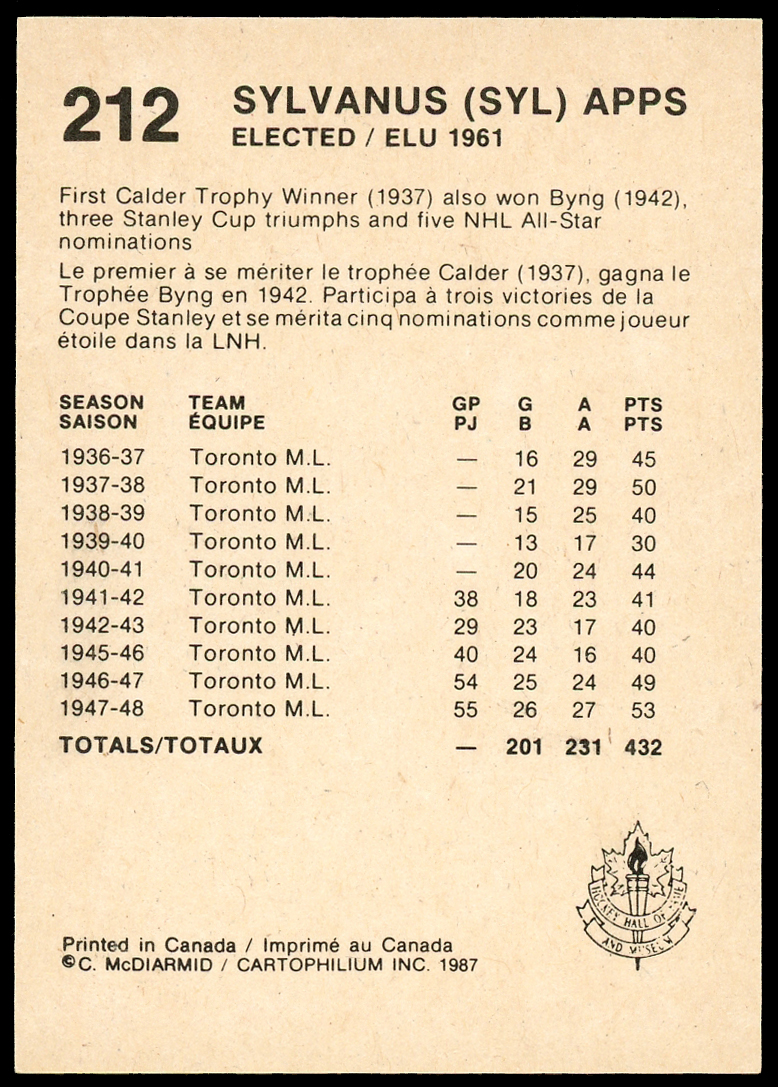 212 SYLVANUS (SYL) APPS
ELECTED / ELU 1961
First Calder Trophy Winner (1937) also won Byng (1942),
three Stanley Cup triumphs and five NHL All-Star
nominations
Le premier à se mériter le trophée Calder (1937), gagna le
Trophée Byng en 1942. Participa à trois victories de la
Coupe Stanley et se mérita cinq nominations comme joueur
étoile dans la LNH.
SEASON TEAM GP G A PTS
SAISON ÉQUIPE PJ B A PTS
1936-37 Toronto M.L. — 16 29 45
1937-38 Toronto M.L. — 21 29 50
1938-39 Toronto M.L. — 15 25 40
1939-40 Toronto M.L. — 13 17 30
1940-41 Toronto M.L. — 20 24 44
1941-42 Toronto M.L. 38 18 23 41
1942-43 Toronto M.L. 29 23 17 40
1945-46 Toronto M.L. 40 24 16 40
1946-47 Toronto M.L. 54 25 24 49
1947-48 Toronto M.L. 55 26 27 53
TOTALS/TOTAUX — 201 231 432
HOCKEY HALL OF FAME
AND MUSEUM
Printed in Canada / Imprimé au Canada
©C. McDIARMID / CARTOPHILIUM INC. 1987